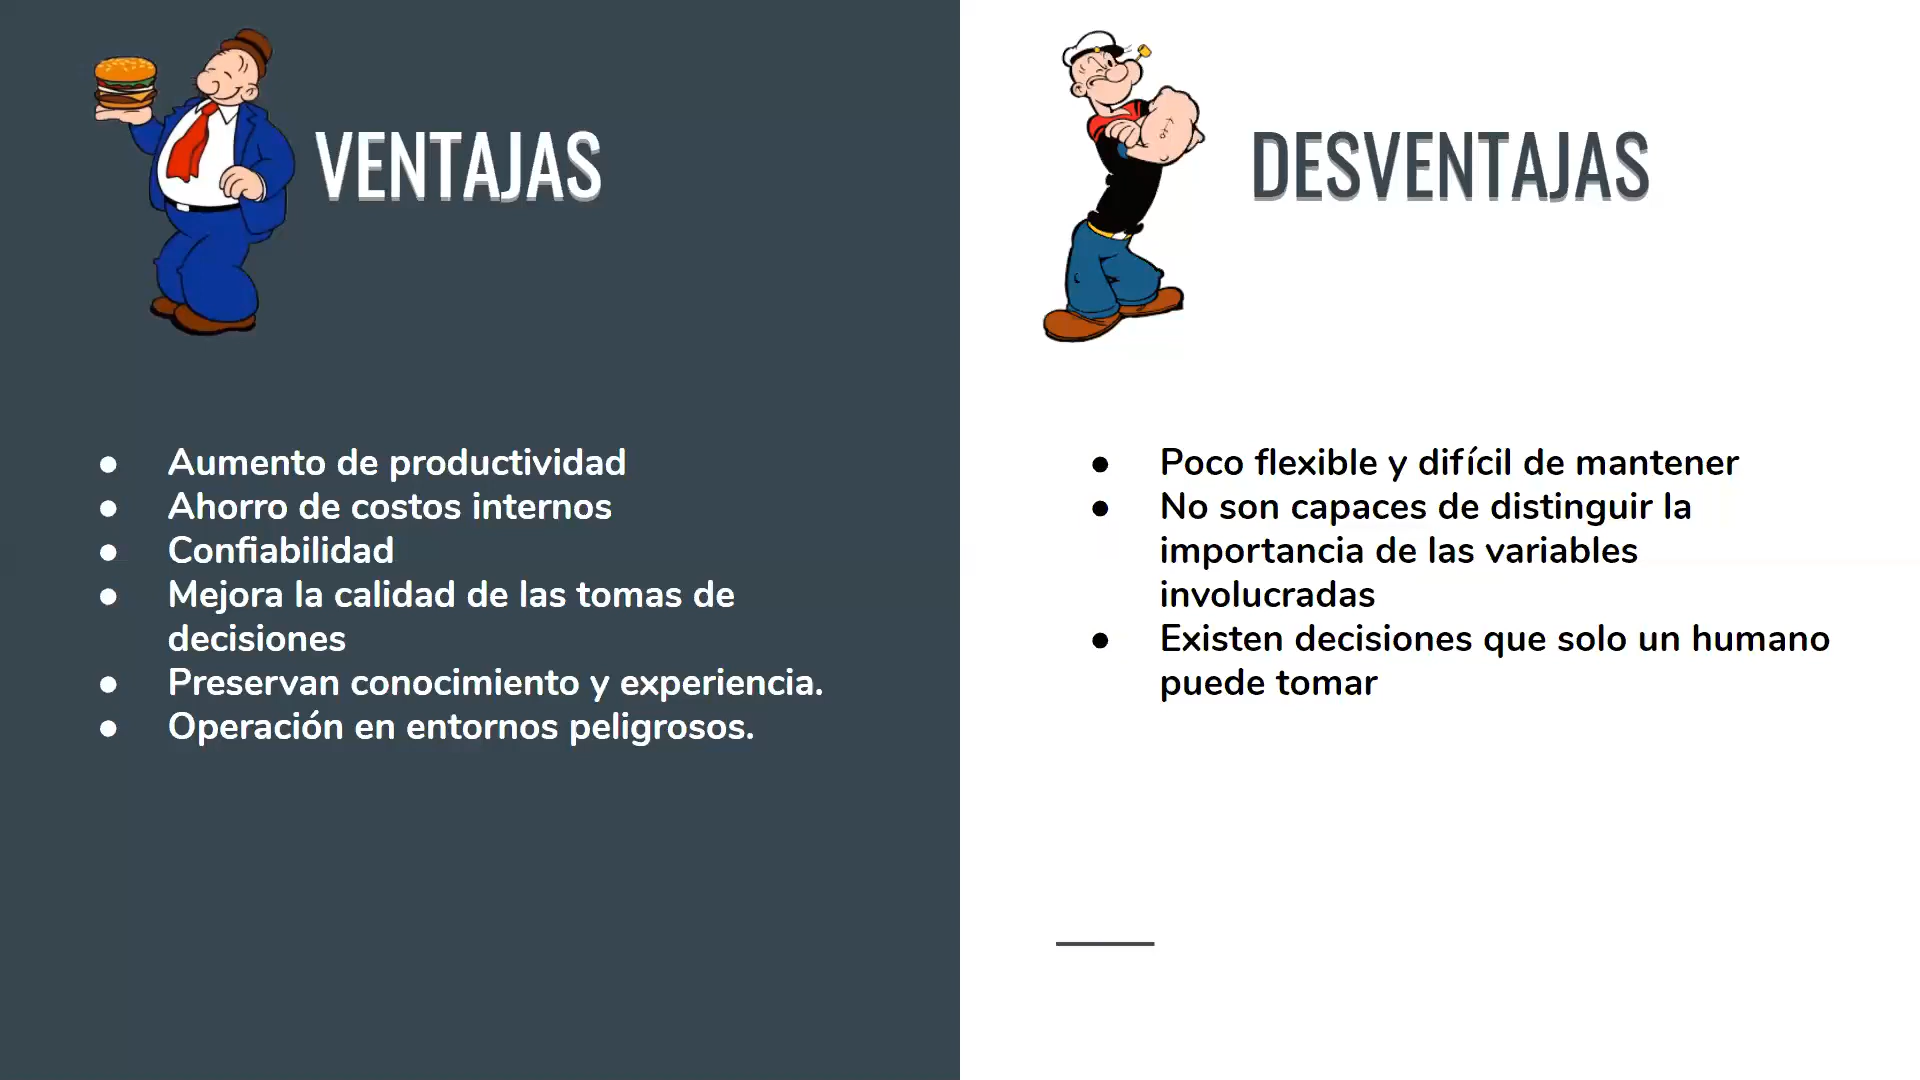 VENTAJAS
● Aumento de productividad
● Ahorro de costos internos
● Confiabilidad
● Mejora la calidad de las tomas de
decisiones
● Preservan conocimiento y experiencia.
● Operación en entornos peligrosos.
DESVENTAJAS
● Poco flexible y difícil de mantener
● No son capaces de distinguir la
importancia de las variables
involucradas
● Existen decisiones que solo un humano
puede tomar